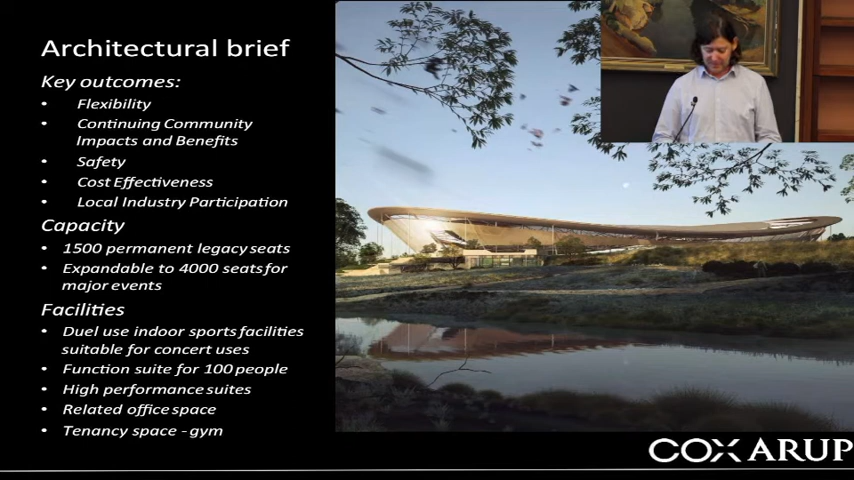 Architectural brief
Key outcomes:
• Flexibility
• Continuing Community
Impacts and Benefits
• Safety
• Cost Effectiveness
• Local Industry Participation
Capacity
• 1500 permanent legacy seats
• Expandable to 4000 seats for
major events
Facilities
• Duel use indoor sports facilities
suitable for concert uses
• Function suite for 100 people
• High performance suites
• Related office space
• Tenancy space - gym
COX ARUP